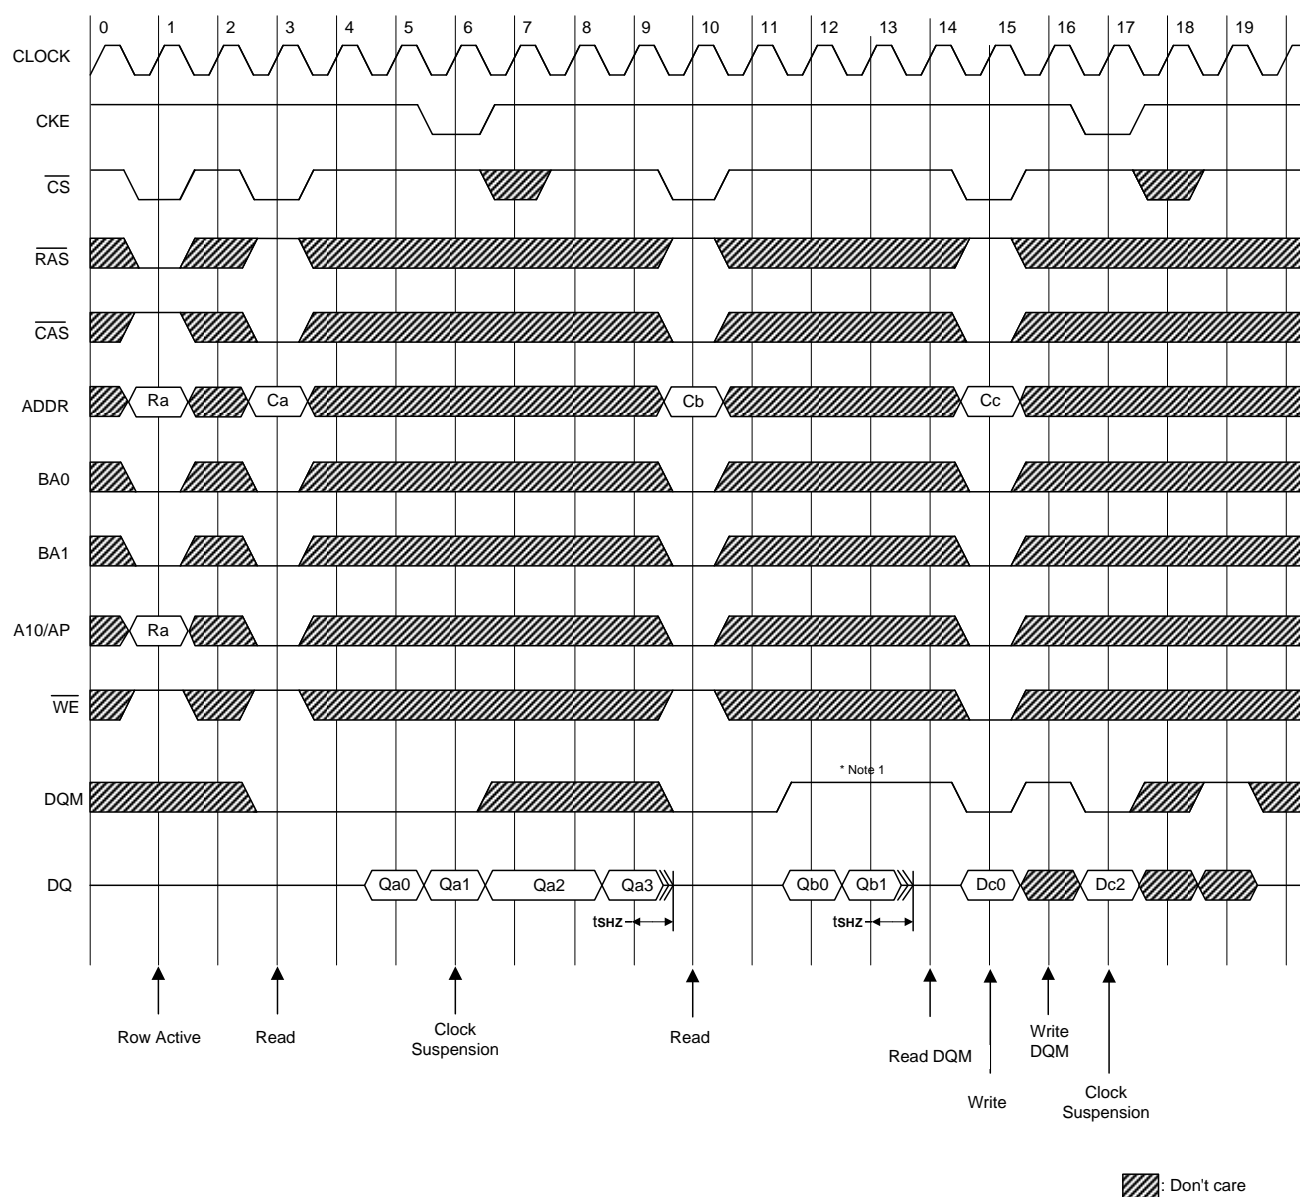 0 1 2 3 4 5 6 7 8 9 10 11 12 13 14 15 16 17 18 19
CLOCK
CKE
CS
RAS
CAS
ADDR Ra Ca Cb Cc
BA0
BA1
A10/AP Ra
WE
* Note 1
DQM
DQ Qa0 Qa1 Qa2 Qa3 Qb0 Qb1 Dc0 Dc2
tSHZ tSHZ
Row Active Read Clock Suspension Read Read DQM Write Write DQM Clock Suspension
: Don't care